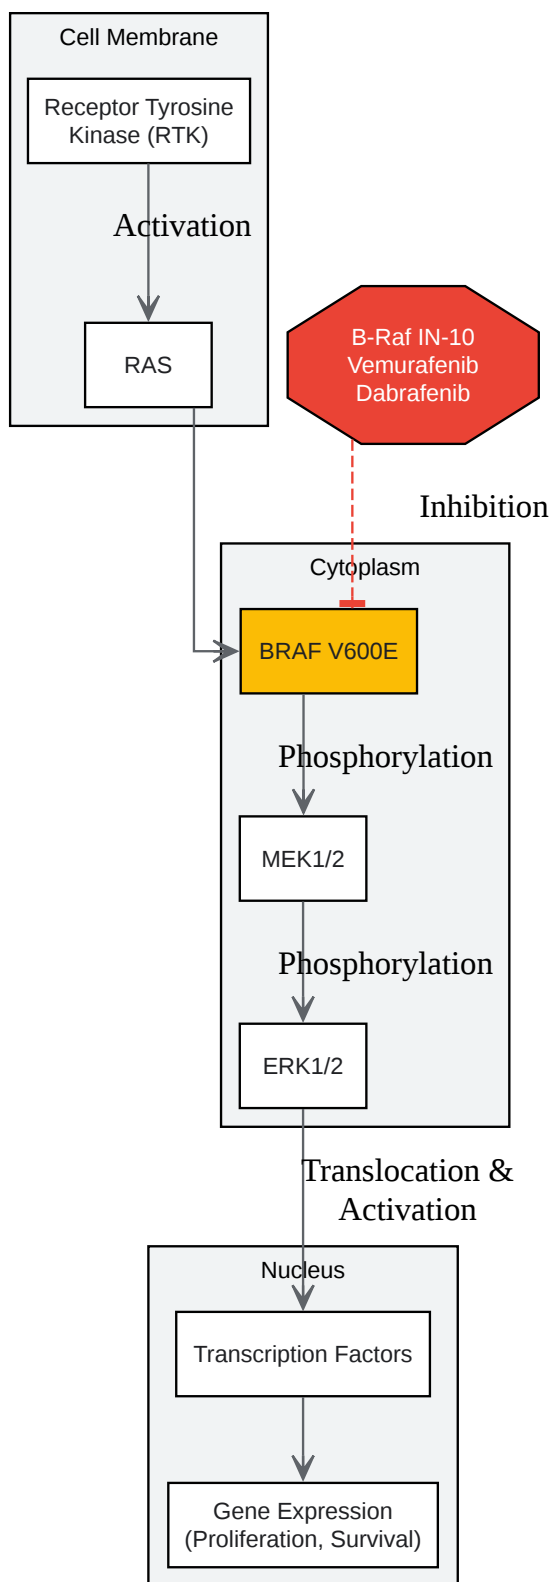 Cell Membrane
Receptor Tyrosine
Kinase (RTK)
Activation
RAS
B-Raf IN-10
Vemurafenib
Dabrafenib
Inhibition
Cytoplasm
BRAF V600E
Phosphorylation
MEK1/2
Phosphorylation
ERK1/2
Translocation &
Activation
Nucleus
Transcription Factors
Gene Expression
(Proliferation, Survival)